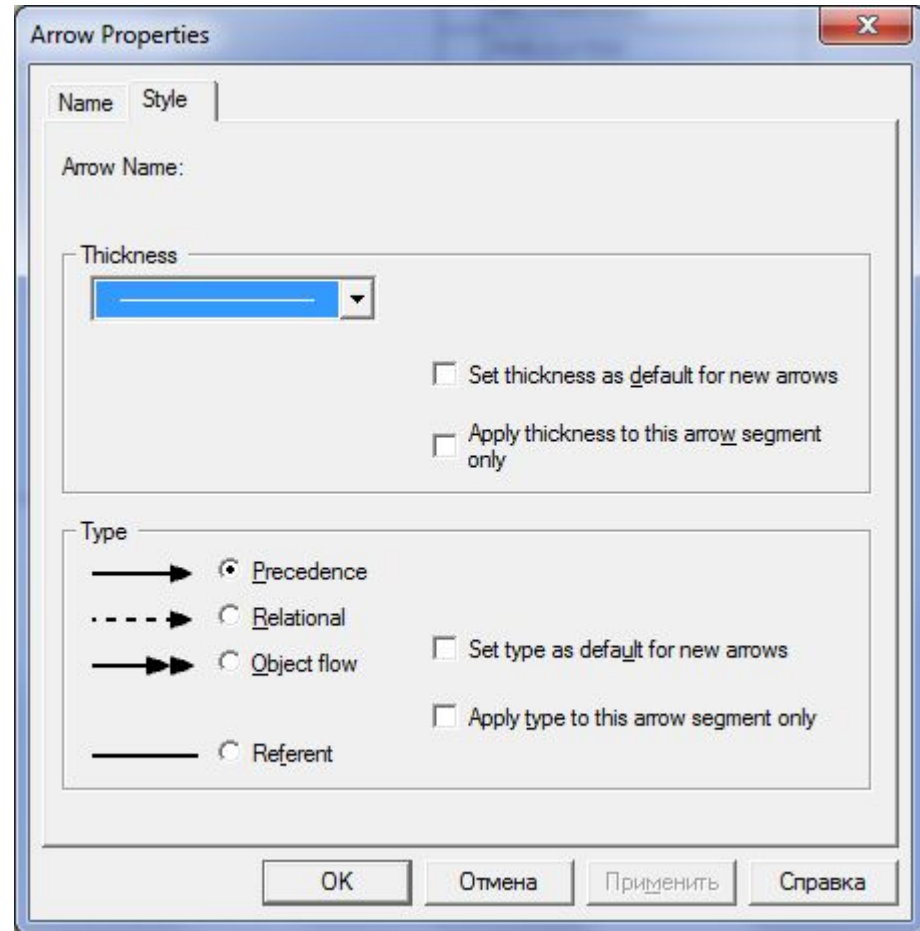 Arrow Properties
Name
Style
Arrow Name:
Thickness
Set thickness as default for new arrows
Apply thickness to this arrow segment
only
Type
Precedence
Relational
Object flow
Set type as default for new arrows
Apply type to this arrow segment only
Referent
OK
Отмена
Применить
Справка